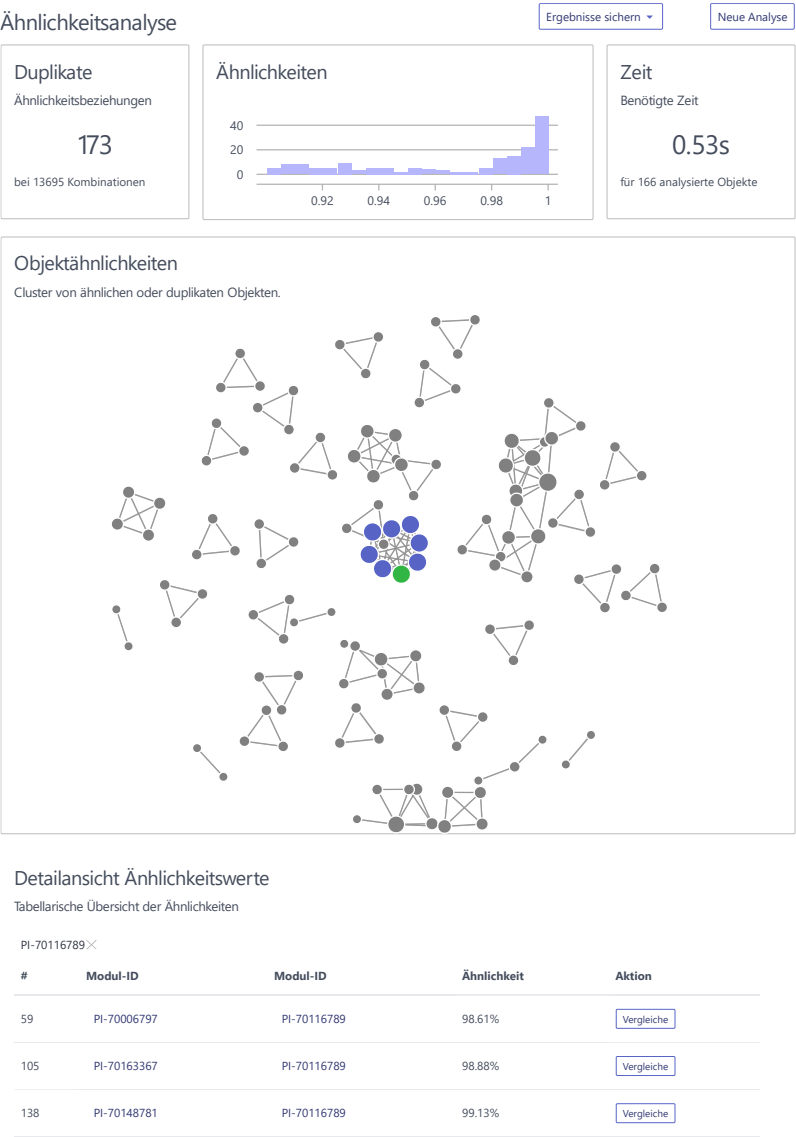 Ähnlichkeitsanalyse
Ergebnisse sichern
Neue Analyse
Duplikate
Ähnlichkeitsbeziehungen
173
bei 13695 Kombinationen
Ähnlichkeiten
40
20
0
0.92 0.94 0.96 0.98 1
Zeit
Benötigte Zeit
0.53s
für 166 analysierte Objekte
Objektähnlichkeiten
Cluster von ähnlichen oder duplikaten Objekten.
Detailansicht Änhlichkeitswerte
Tabellarische Übersicht der Ähnlichkeiten
PI-70116789
# Modul-ID Modul-ID Ähnlichkeit Aktion
59 PI-70006797 PI-70116789 98.61% Vergleiche
105 PI-70163367 PI-70116789 98.88% Vergleiche
138 PI-70148781 PI-70116789 99.13% Vergleiche